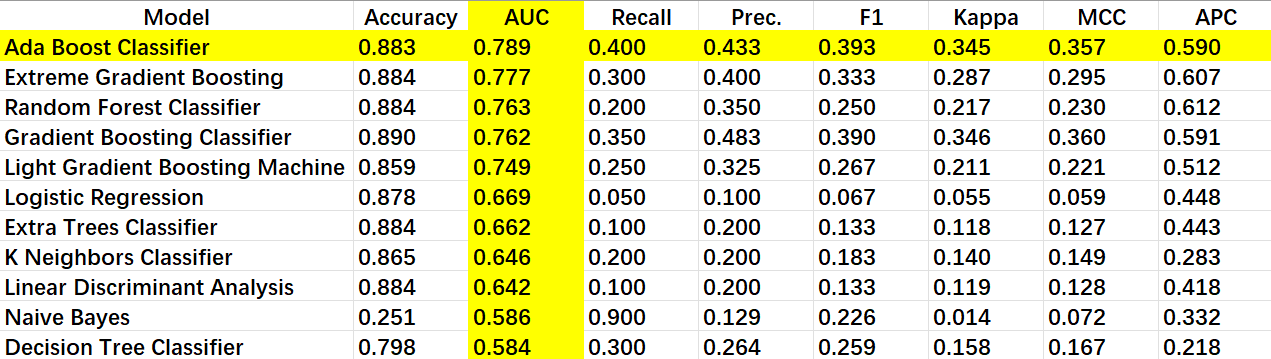 Model Accuracy AUC Recall Prec. F1 Kappa MCC APC
Ada Boost Classifier 0.883 0.789 0.400 0.433 0.393 0.345 0.357 0.590
Extreme Gradient Boosting 0.884 0.777 0.300 0.400 0.333 0.287 0.295 0.607
Random Forest Classifier 0.884 0.763 0.200 0.350 0.250 0.217 0.230 0.612
Gradient Boosting Classifier 0.890 0.762 0.350 0.483 0.390 0.346 0.360 0.591
Light Gradient Boosting Machine 0.859 0.749 0.250 0.325 0.267 0.211 0.221 0.512
Logistic Regression 0.878 0.669 0.050 0.100 0.067 0.055 0.059 0.448
Extra Trees Classifier 0.884 0.662 0.100 0.200 0.133 0.118 0.127 0.443
K Neighbors Classifier 0.865 0.646 0.200 0.200 0.183 0.140 0.149 0.283
Linear Discriminant Analysis 0.884 0.642 0.100 0.200 0.133 0.119 0.128 0.418
Naive Bayes 0.251 0.586 0.900 0.129 0.226 0.014 0.072 0.332
Decision Tree Classifier 0.798 0.584 0.300 0.264 0.259 0.158 0.167 0.218